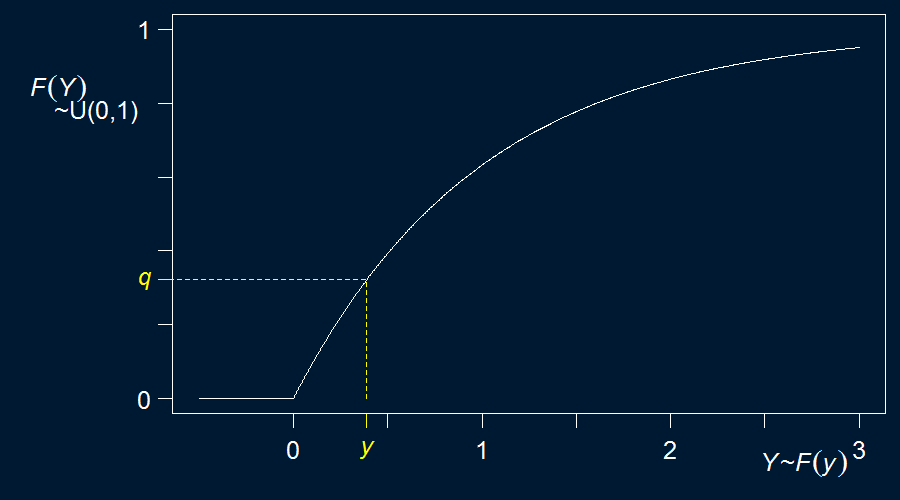 1
F(Y)
~U(0,1)
q
0
0 y 1 2 3
Y~F(y)